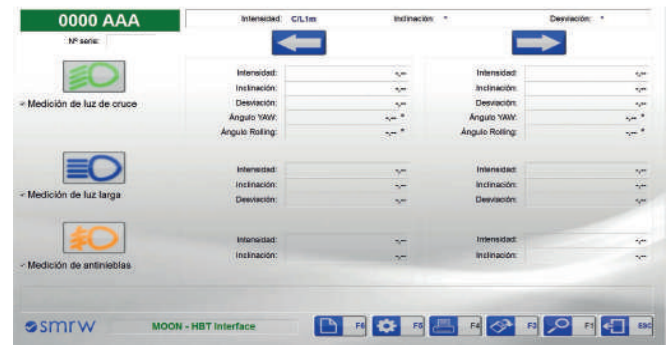 0000 AAA Intensidad: C/L1m Inclinación: ° Desviación: °
Nº serie:
Intensidad: -,-- Intensidad: -,--
Inclinación: -,-- Inclinación: -,--
Medición de luz de cruce Desviación: -,-- Desviación: -,--
Ángulo YAW: -,-- ° Ángulo YAW: -,-- °
Ángulo Rolling: -,-- ° Ángulo Rolling: -,-- °
Intensidad: -,-- Intensidad: -,--
Inclinación: -,-- Inclinación: -,--
Medición de luz larga Desviación: -,-- Desviación: -,--
Intensidad: -,-- Intensidad: -,--
Inclinación: -,-- Inclinación: -,--
Medición de antinieblas
smrw MOON - HBT Interface F6 F5 F4 F3 F1 ESC